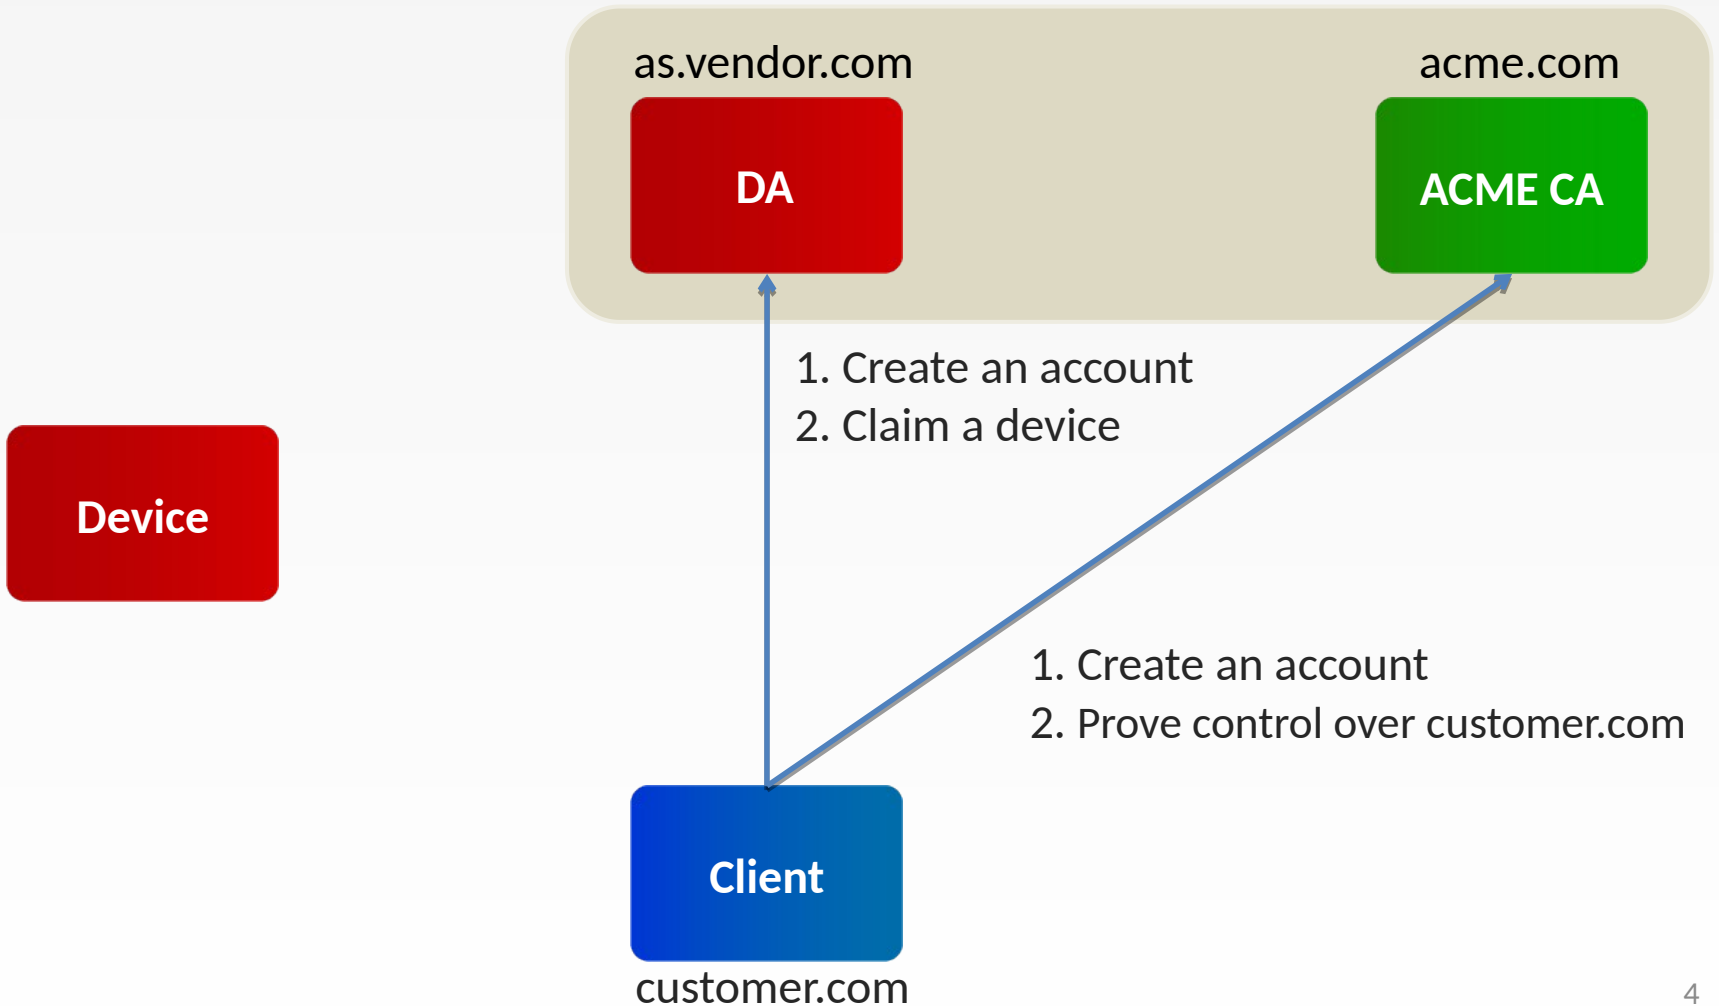 as.vendor.com
acme.com
DA
ACME CA
1. Create an account
2. Claim a device
Device
1. Create an account
2. Prove control over customer.com
Client
customer.com
4